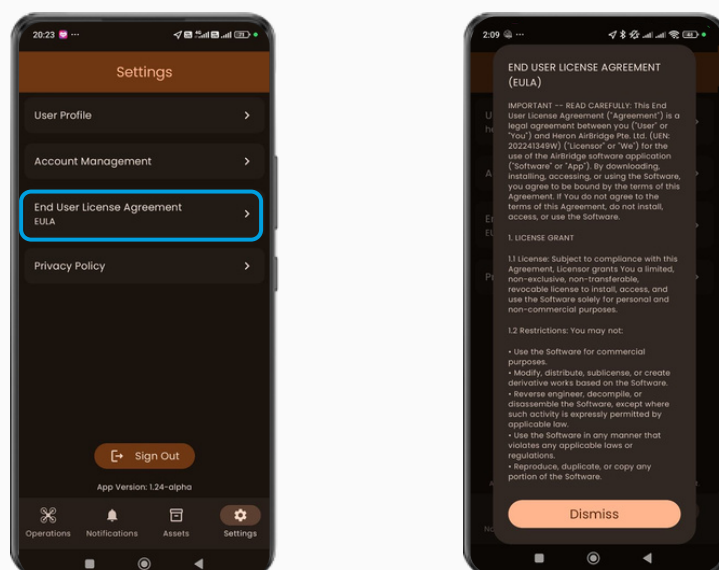 20:23
Settings
User Profile
Account Management
End User License Agreement
EULA
Privacy Policy
Sign Out
App Version: 1.24-alpha
Operations Notifications Assets Settings
2:09
END USER LICENSE AGREEMENT
(EULA)
IMPORTANT -- READ CAREFULLY: This End
User License Agreement ("Agreement") is a
legal agreement between you ("User" or
"You") and Heron AirBridge Pte. Ltd. (UEN:
202241349W) ("Licensor" or "We") for the
use of the AirBridge software application
("Software" or "App"). By downloading,
installing, accessing, or using the Software,
you agree to be bound by the terms of this
Agreement. If You do not agree to the
terms of this Agreement, do not install,
access, or use the Software.
1. LICENSE GRANT
1.1 License: Subject to compliance with this
Agreement, Licensor grants You a limited,
non-exclusive, non-transferable,
revocable license to install, access, and
use the Software solely for personal and
non-commercial purposes.
1.2 Restrictions: You may not:
• Use the Software for commercial
purposes.
• Modify, distribute, sublicense, or create
derivative works based on the Software.
• Reverse engineer, decompile, or
disassemble the Software, except where
such activity is expressly permitted by
applicable law.
• Use the Software in any manner that
violates any applicable laws or
regulations.
• Reproduce, duplicate, or copy any
portion of the Software.
Dismiss